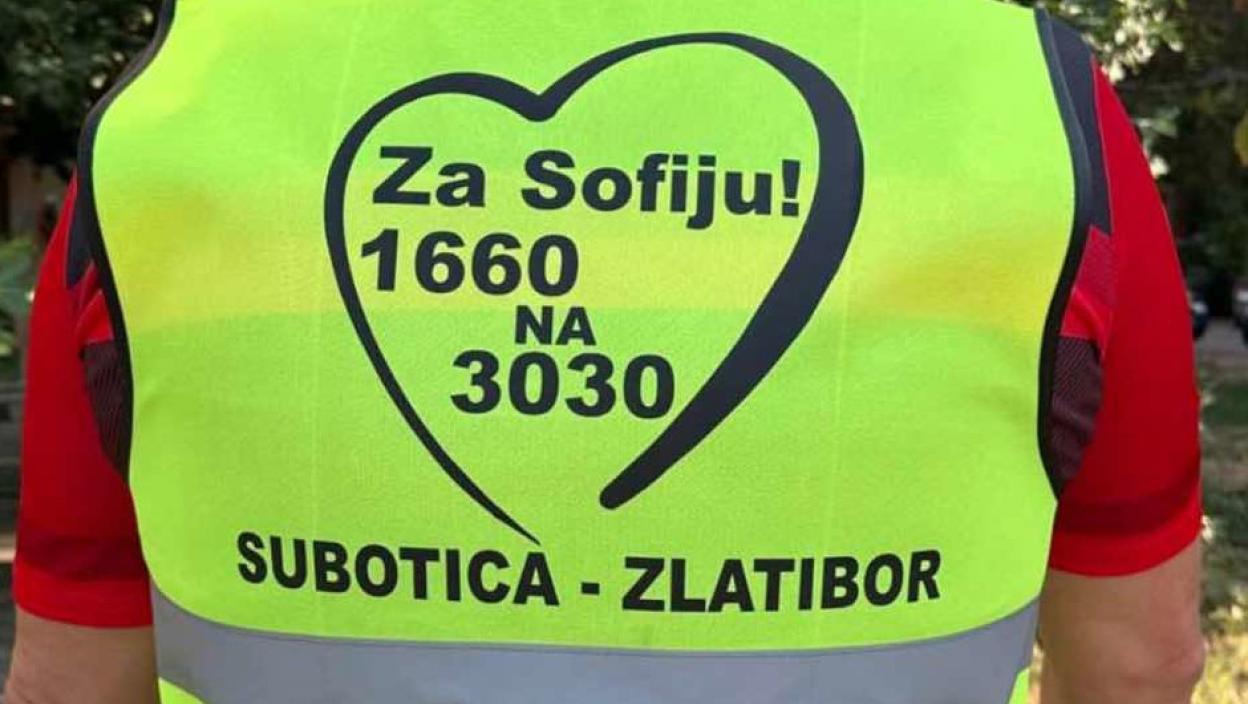 Za Sofiju!
1660
NA
3030
SUBOTICA - ZLATIBOR